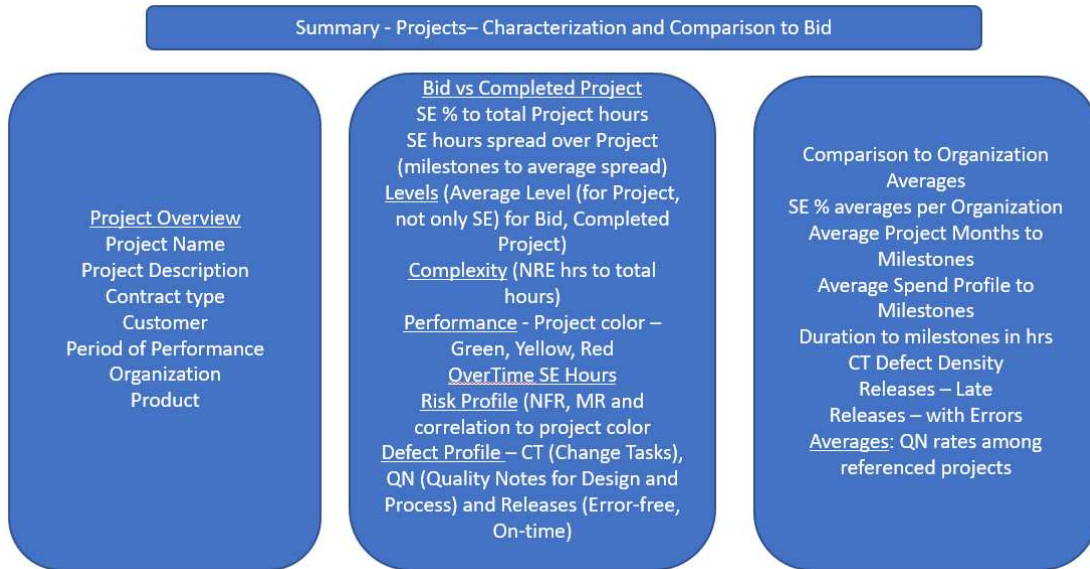 Summary - Projects– Characterization and Comparison to Bid
Project Overview
Project Name
Project Description
Contract type
Customer
Period of Performance
Organization
Product
Bid vs Completed Project
SE % to total Project hours
SE hours spread over Project
(milestones to average spread)
Levels (Average Level (for Project,
not only SE) for Bid, Completed
Project)
Complexity (NRE hrs to total
hours)
Performance - Project color –
Green, Yellow, Red
OverTime SE Hours
Risk Profile (NFR, MR and
correlation to project color
Defect Profile – CT (Change Tasks),
QN (Quality Notes for Design and
Process) and Releases (Error-free,
On-time)
Comparison to Organization
Averages
SE % averages per Organization
Average Project Months to
Milestones
Average Spend Profile to
Milestones
Duration to milestones in hrs
CT Defect Density
Releases – Late
Releases – with Errors
Averages: QN rates among
referenced projects